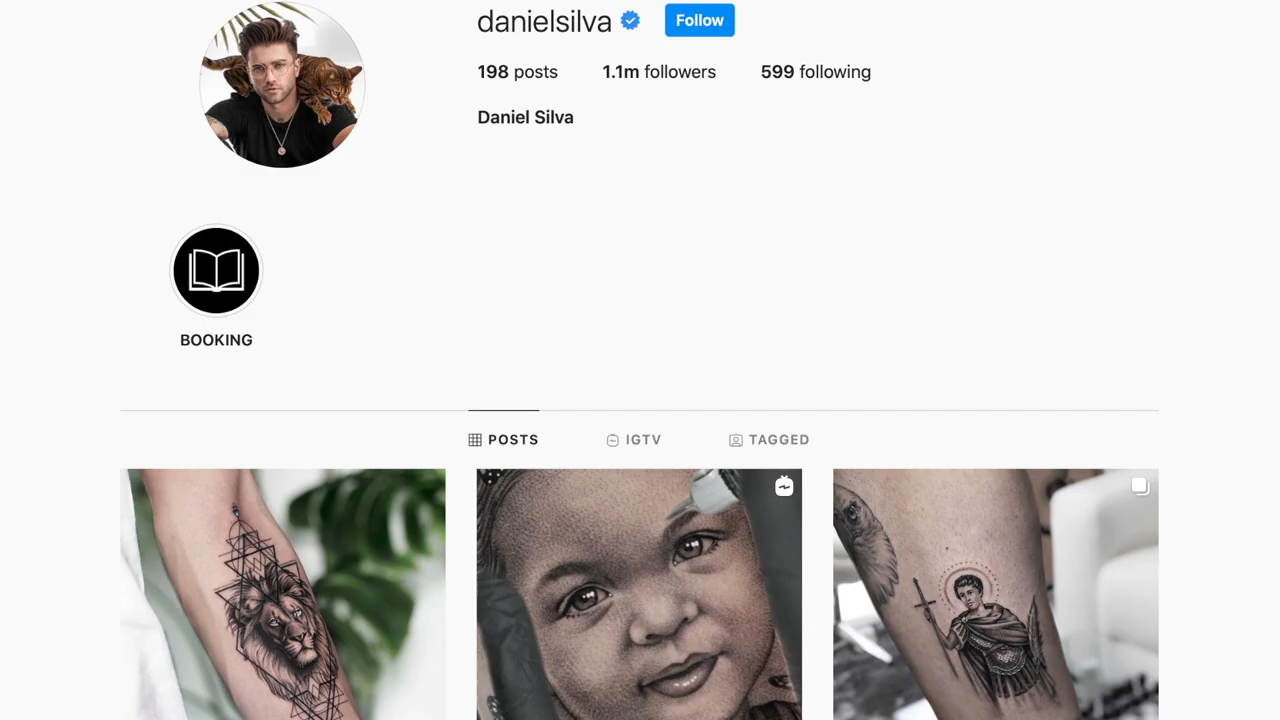 danielsilva Follow
198 posts 1.1m followers 599 following
Daniel Silva
BOOKING
POSTS IGTV TAGGED